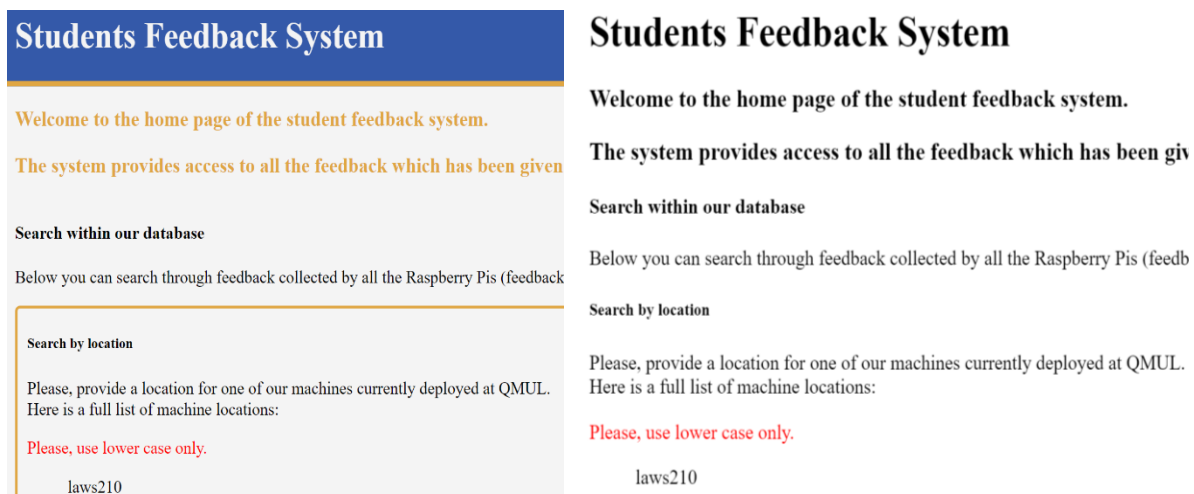 Students Feedback System
Welcome to the home page of the student feedback system.
The system provides access to all the feedback which has been given
Search within our database
Below you can search through feedback collected by all the Raspberry Pis (feedback
Search by location
Please, provide a location for one of our machines currently deployed at QMUL.
Here is a full list of machine locations:
Please, use lower case only.
laws210
Students Feedback System
Welcome to the home page of the student feedback system.
The system provides access to all the feedback which has been giv
Search within our database
Below you can search through feedback collected by all the Raspberry Pis (feedb
Search by location
Please, provide a location for one of our machines currently deployed at QMUL.
Here is a full list of machine locations:
Please, use lower case only.
laws210